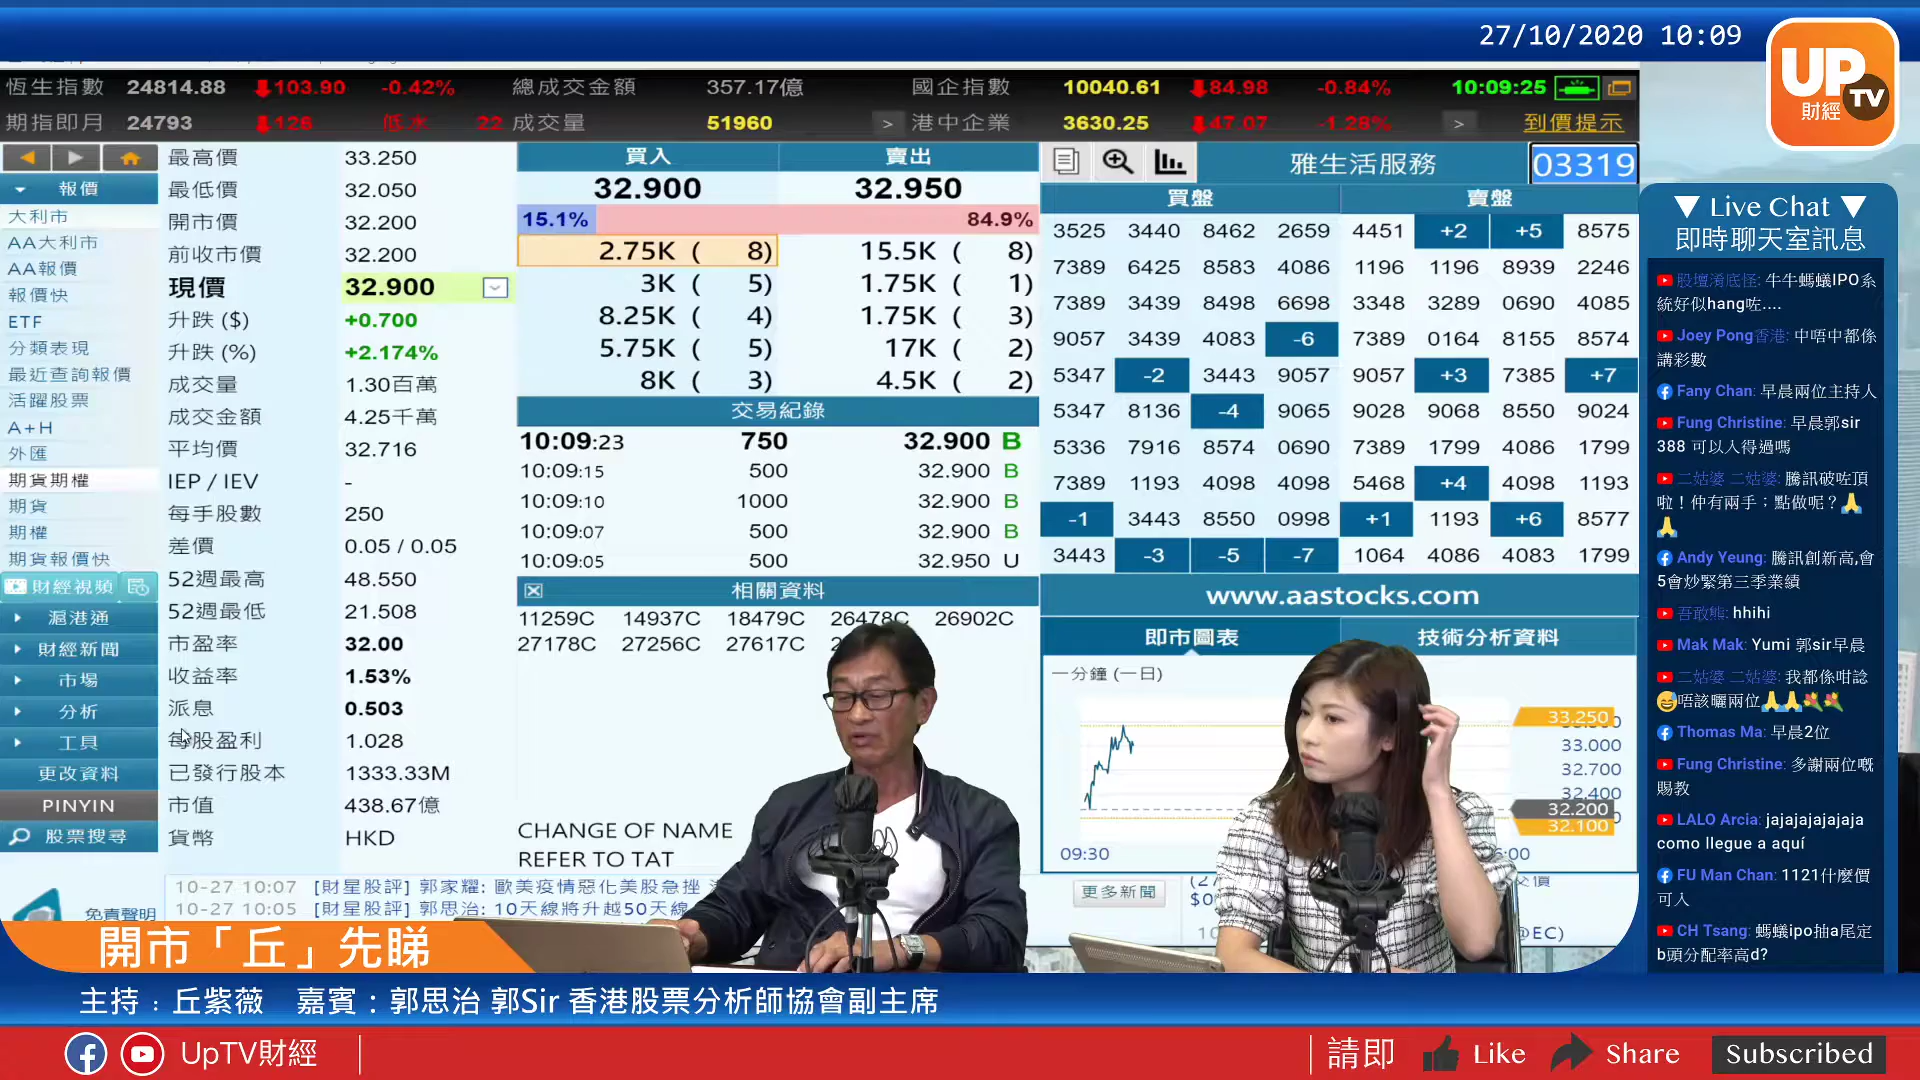 27/10/2020 10:09
UP TV 財經
恆生指數 24814.88 103.90 -0.42% 總成交金額 357.17億 國企指數 10040.61 84.98 -0.84% 10:09:25
期指即月 24793 126 低水 22 成交量 51960 > 港中企業 3630.25 47.07 -1.28% > 到價提示
報價
大利市
AA大利市
AA報價
報價快
ETF
分類表現
最近查詢報價
活躍股票
A+H
外匯
期貨期權
期貨
期權
期貨報價快
財經視頻
滬港通
財經新聞
市場
分析
工具
更改資料
PINYIN
股票搜尋
免責聲明
最高價 33.250
最低價 32.050
開市價 32.200
前收市價 32.200
現價 32.900
升跌 ($) +0.700
升跌 (%) +2.174%
成交量 1.30百萬
成交金額 4.25千萬
平均價 32.716
IEP / IEV -
每手股數 250
差價 0.05 / 0.05
52週最高 48.550
52週最低 21.508
市盈率 32.00
收益率 1.53%
派息 0.503
每股盈利 1.028
已發行股本 1333.33M
市值 438.67億
貨幣 HKD
買入 賣出
32.900 32.950
15.1% 84.9%
2.75K ( 8) 15.5K ( 8)
3K ( 5) 1.75K ( 1)
8.25K ( 4) 1.75K ( 3)
5.75K ( 5) 17K ( 2)
8K ( 3) 4.5K ( 2)
交易紀錄
10:09:23 750 32.900 B
10:09:15 500 32.900 B
10:09:10 1000 32.900 B
10:09:07 500 32.900 B
10:09:05 500 32.950 U
相關資料
11259C 14937C 18479C 26478C 26902C
27178C 27256C 27617C
CHANGE OF NAME
REFER TO TAT
10-27 10:07 [財星股評] 郭家耀: 歐美疫情惡化美股急挫
10-27 10:05 [財星股評] 郭思治: 10天線將升越50天線
雅生活服務 03319
買盤 賣盤
3525 3440 8462 2659 4451 +2 +5 8575
7389 6425 8583 4086 1196 1196 8939 2246
7389 3439 8498 6698 3348 3289 0690 4085
9057 3439 4083 -6 7389 0164 8155 8574
5347 -2 3443 9057 9057 +3 7385 +7
5347 8136 -4 9065 9028 9068 8550 9024
5336 7916 8574 0690 7389 1799 4086 1799
7389 1193 4098 4098 5468 +4 4098 1193
-1 3443 8550 0998 +1 1193 +6 8577
3443 -3 -5 -7 1064 4086 4083 1799
www.aastocks.com
即市圖表 技術分析資料
一分鐘 (一日)
33.250
33.000
32.700
32.400
32.200
32.100
09:30
更多新聞
▼ Live Chat ▼
即時聊天室訊息
股壇淆底怪: 牛牛螞蟻IPO系
統好似hang咗....
Joey Pong香港: 中唔中都係
講彩數
Fany Chan: 早晨兩位主持人
Fung Christine: 早晨郭sir
388 可以入得過嗎
二姑婆 二姑婆: 騰訊破咗頂
啦！仲有兩手；點做呢？🙏
🙏
Andy Yeung: 騰訊創新高,會
5會炒緊第三季業績
吾敢熊: hhihi
Mak Mak: Yumi 郭sir早晨
二姑婆 二姑婆: 我都係咁諗
😅唔該曬兩位🙏🙏💐💐
Thomas Ma: 早晨2位
Fung Christine: 多謝兩位嘅
賜教
LALO Arcia: jajajajajajaja
como llegue a aquí
FU Man Chan: 1121什麼價
可人
CH Tsang: 螞蟻ipo抽a尾定
b頭分配率高d?
開市「丘」先睇
主持：丘紫薇 嘉賓：郭思治 郭Sir 香港股票分析師協會副主席
UpTV財經
請即 Like Share Subscribed